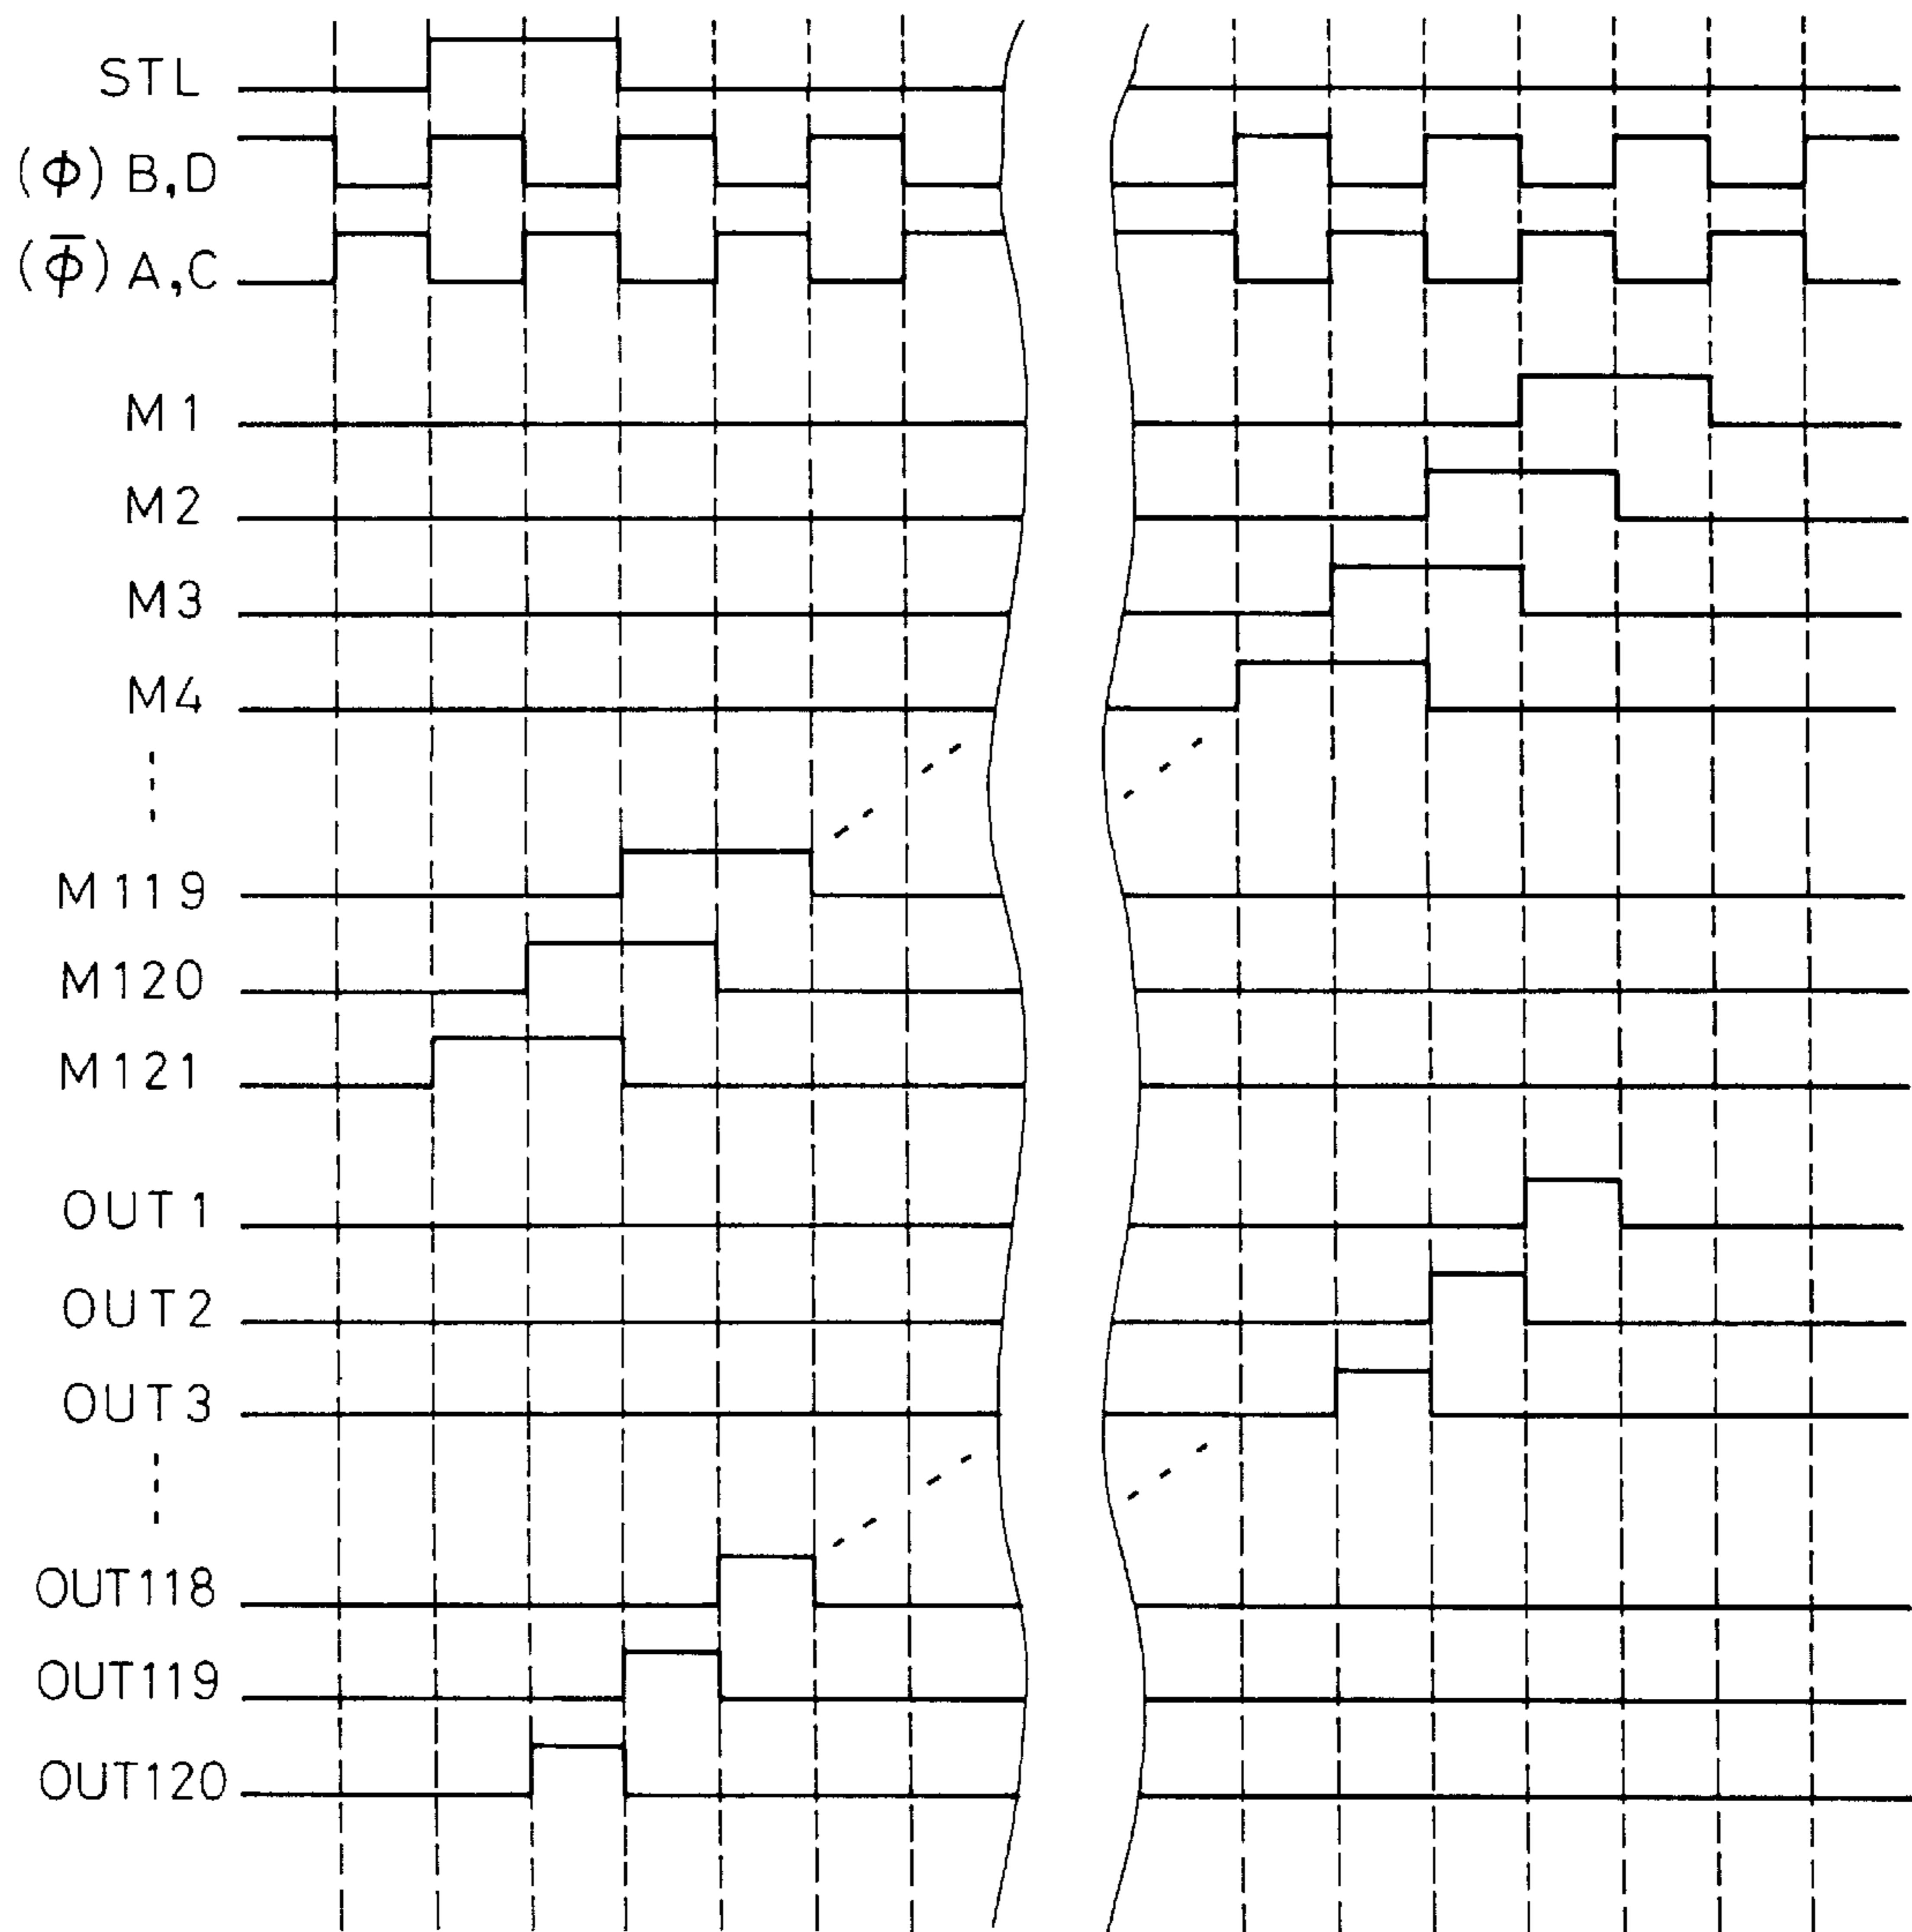 STL
(ϕ) B,D
(ϕ̅) A,C
M1
M2
M3
M4
M119
M120
M121
OUT1
OUT2
OUT3
OUT118
OUT119
OUT120